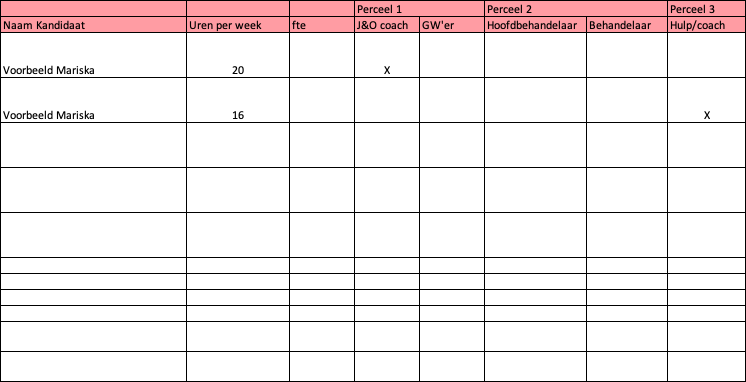 Perceel 1 Perceel 2 Perceel 3
Naam Kandidaat Uren per week fte J&O coach GW'er Hoofdbehandelaar Behandelaar Hulp/coach
Voorbeeld Mariska 20 X
Voorbeeld Mariska 16 X